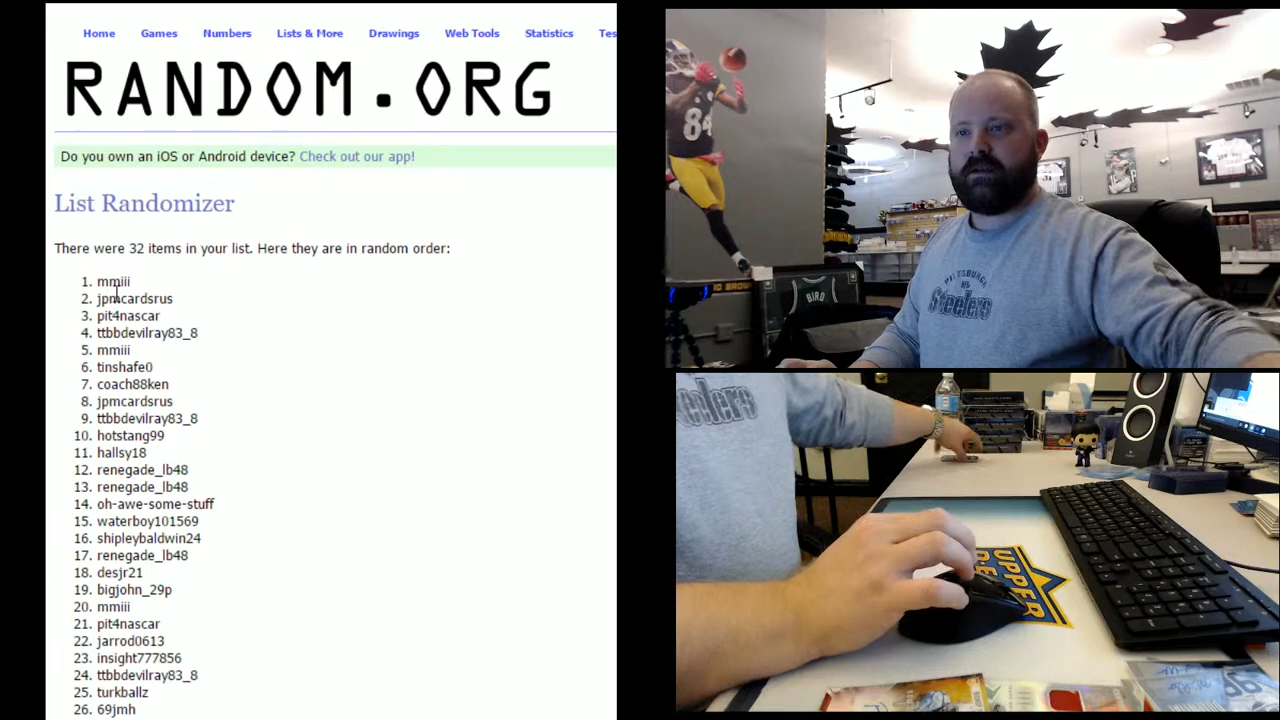 Home Games Numbers Lists & More Drawings Web Tools Statistics Tes
RANDOM.ORG
Do you own an iOS or Android device? Check out our app!
List Randomizer
There were 32 items in your list. Here they are in random order:
1. mmiii
2. jpmcardsrus
3. pit4nascar
4. ttbbdevilray83_8
5. mmiii
6. tinshafe0
7. coach88ken
8. jpmcardsrus
9. ttbbdevilray83_8
10. hotstang99
11. hallsy18
12. renegade_lb48
13. renegade_lb48
14. oh-awe-some-stuff
15. waterboy101569
16. shipleybaldwin24
17. renegade_lb48
18. desjr21
19. bigjohn_29p
20. mmiii
21. pit4nascar
22. jarrod0613
23. insight777856
24. ttbbdevilray83_8
25. turkballz
26. 69jmh
84
BIRD
PITTSBURGH
Steelers
eelers
UPPER